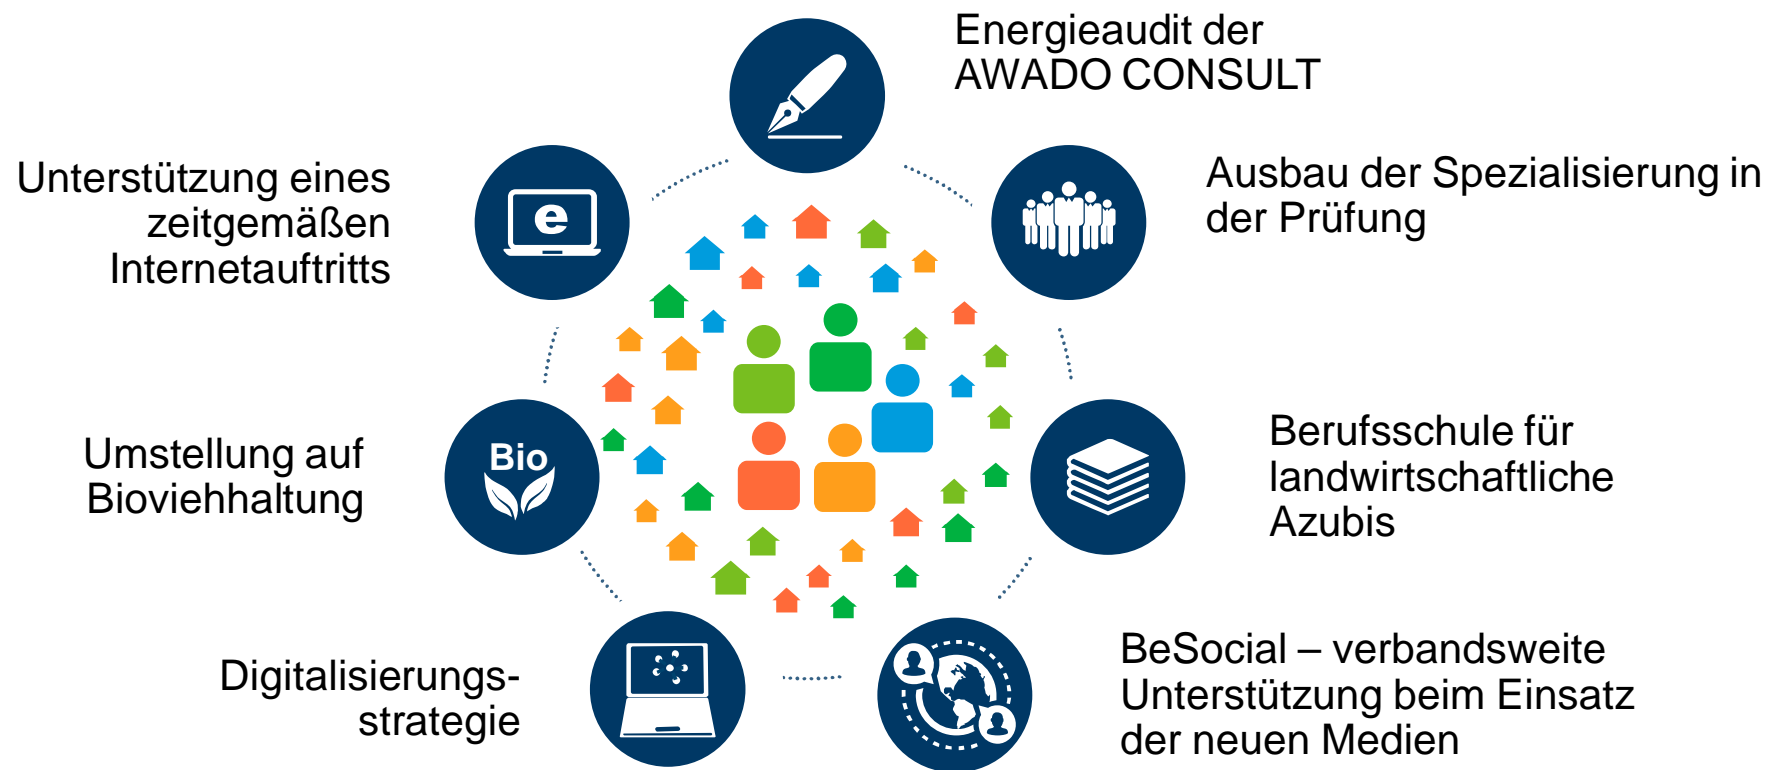 Energieaudit der
AWADO CONSULT
Ausbau der Spezialisierung in
der Prüfung
Berufsschule für
landwirtschaftliche
Azubis
BeSocial – verbandsweite
Unterstützung beim Einsatz
der neuen Medien
Digitalisierungs-
strategie
Umstellung auf
Bioviehhaltung
Bio
Unterstützung eines
zeitgemäßen
Internetauftritts
e